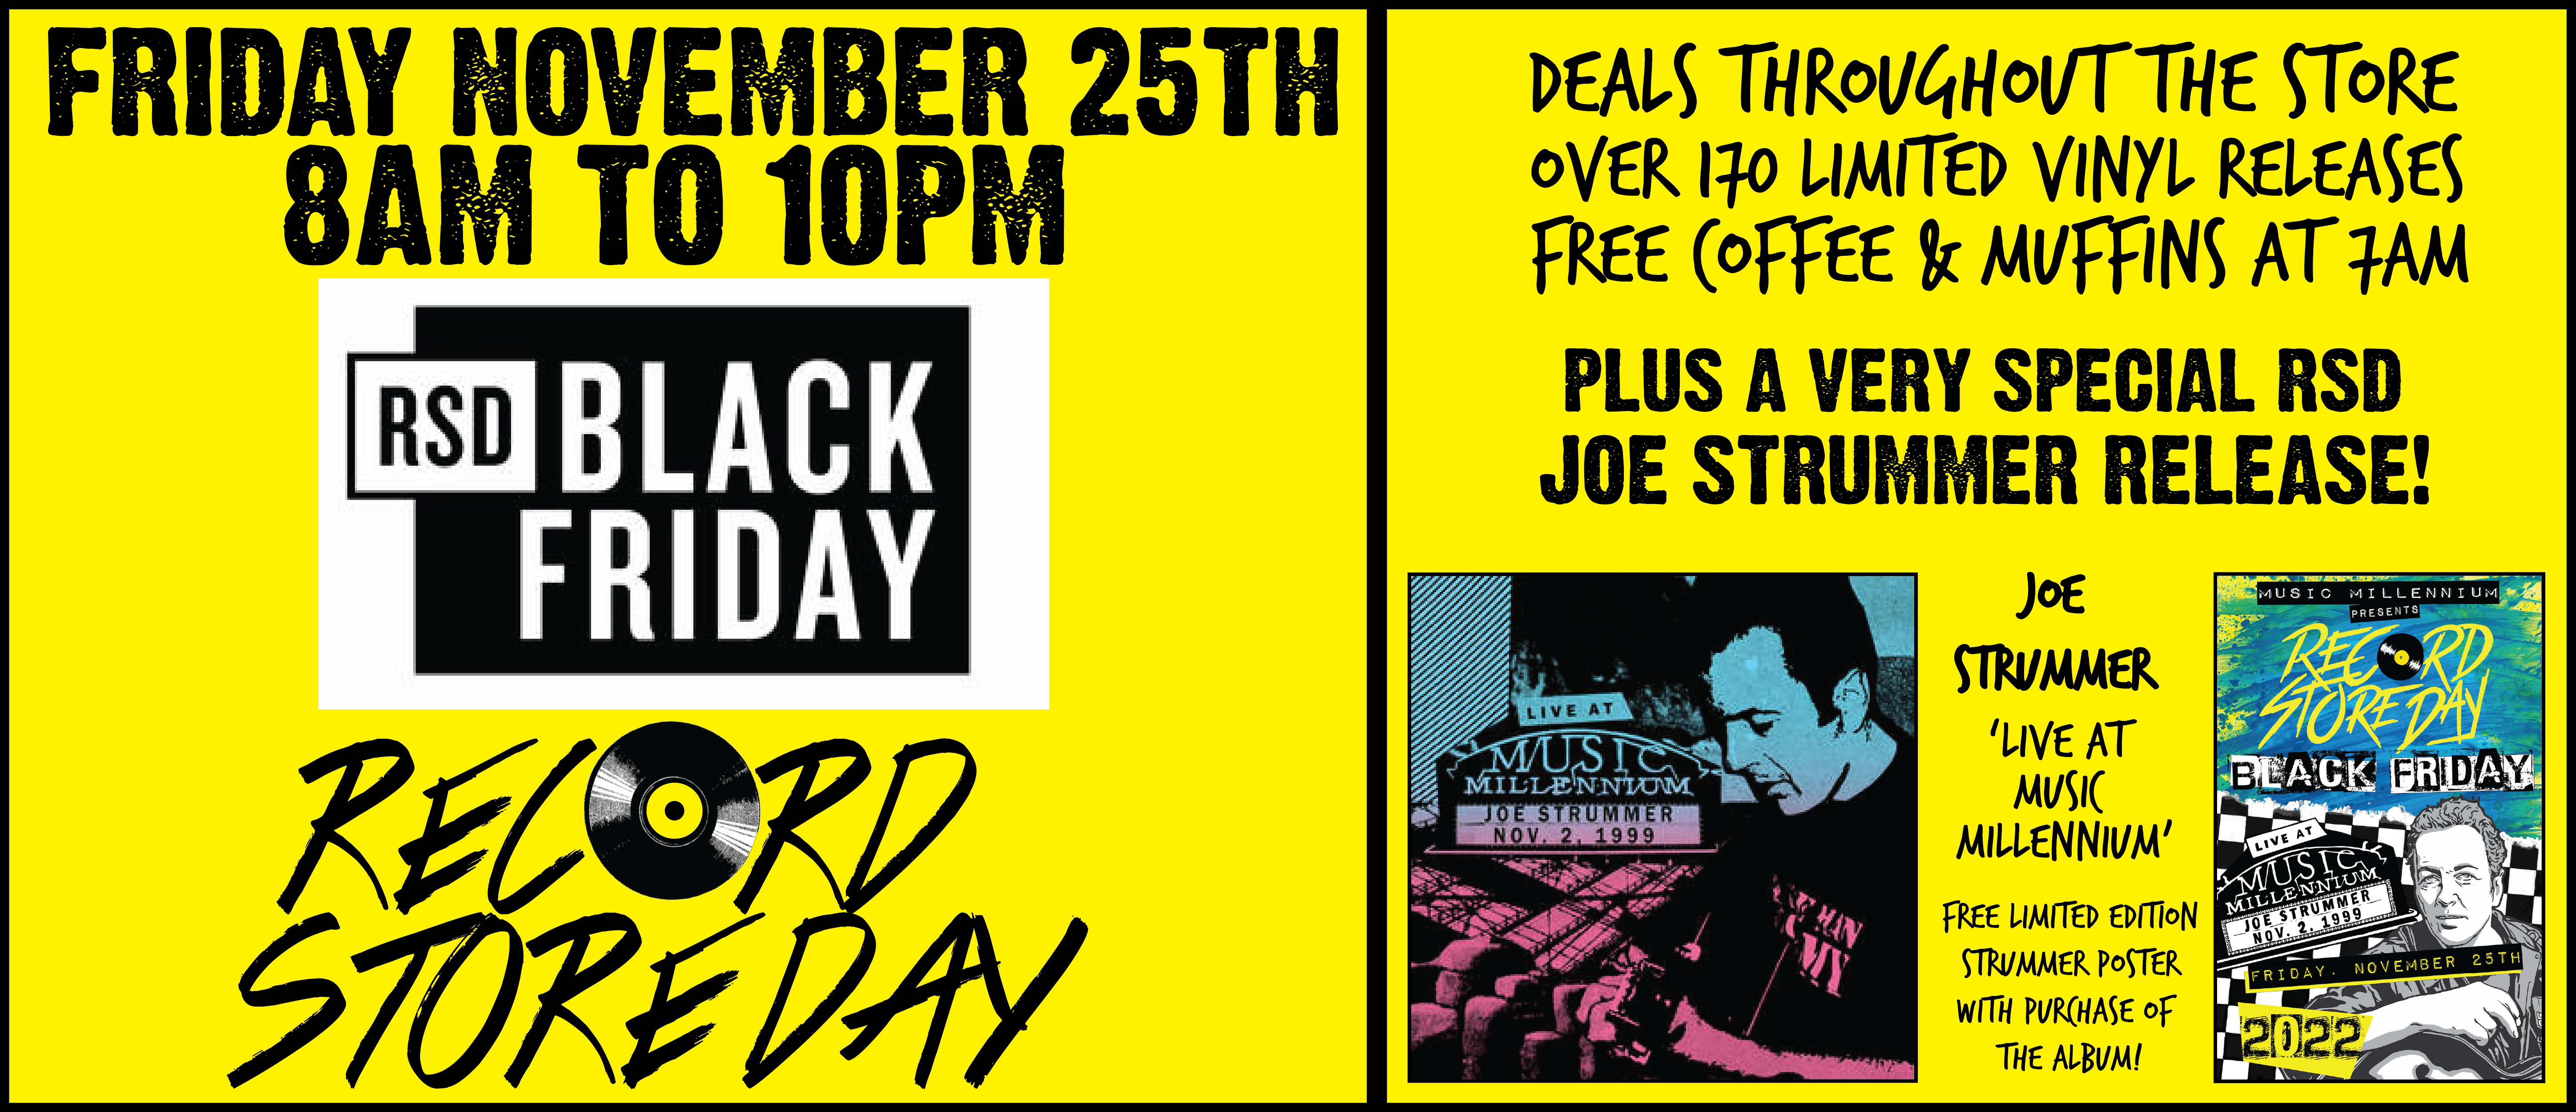 FRIDAY NOVEMBER 25TH
8AM TO 10PM
RSD BLACK
FRIDAY
RECORD
STORE DAY
DEALS THROUGHOUT THE STORE
OVER 170 LIMITED VINYL RELEASES
FREE COFFEE & MUFFINS AT 7AM
PLUS A VERY SPECIAL RSD
JOE STRUMMER RELEASE!
LIVE AT
MUSIC
MILLENNIUM
JOE STRUMMER
NOV. 2, 1999
JOE
STRUMMER
'LIVE AT
MUSIC
MILLENNIUM'
FREE LIMITED EDITION
STRUMMER POSTER
WITH PURCHASE OF
THE ALBUM!
MUSIC MILLENNIUM
PRESENTS
RECORD
STORE DAY
BLACK FRIDAY
LIVE AT
MUSIC
MILLENNIUM
JOE STRUMMER
NOV. 2, 1999
FRIDAY. NOVEMBER 25TH
2022